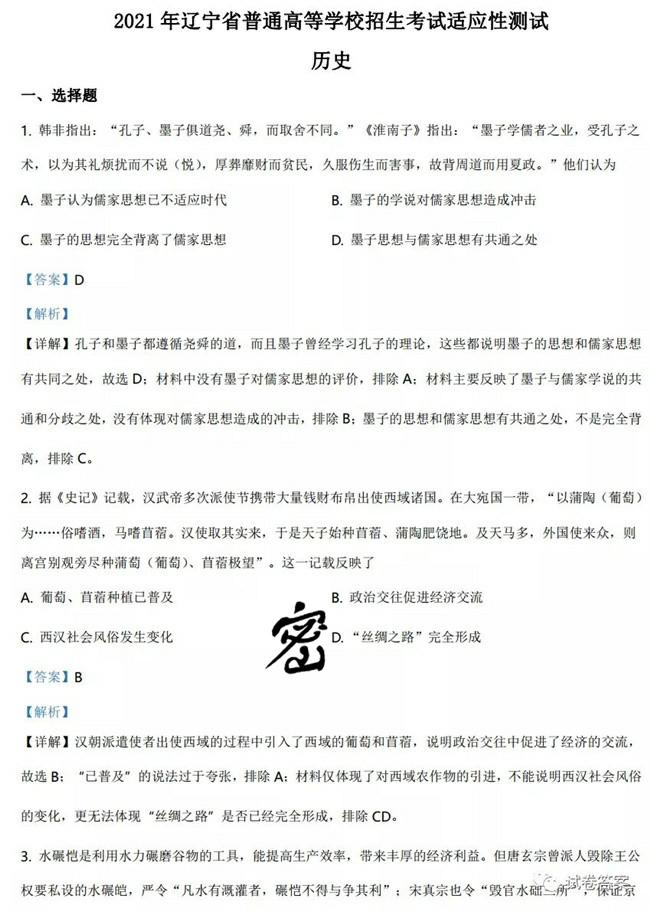 2021 年辽宁省普通高等学校招生考试适应性测试
历史
一、选择题
1. 韩非指出：“孔子、墨子俱道尧、舜，而取舍不同。”《淮南子》指出：“墨子学儒者之业，受孔子之
术，以为其礼烦扰而不说（悦），厚葬靡财而贫民，久服伤生而害事，故背周道而用夏政。”他们认为
A. 墨子认为儒家思想已不适应时代 B. 墨子的学说对儒家思想造成冲击
C. 墨子的思想完全背离了儒家思想 D. 墨子思想与儒家思想有共通之处
【答案】D
【解析】
【详解】孔子和墨子都遵循尧舜的道，而且墨子曾经学习孔子的理论，这些都说明墨子的思想和儒家思想
有共同之处，故选 D；材料中没有墨子对儒家思想的评价，排除 A；材料主要反映了墨子与儒家学说的共
通和分歧之处，没有体现对儒家思想造成的冲击，排除 B；墨子的思想和儒家思想有共通之处，不是完全背
离，排除 C。
2. 据《史记》记载，汉武帝多次派使节携带大量钱财布帛出使西域诸国。在大宛国一带，“以蒲陶（葡萄）
为……俗嗜酒，马嗜苜蓿。汉使取其实来，于是天子始种苜蓿、蒲陶肥饶地。及天马多，外国使来众，则
离宫别观旁尽种蒲萄（葡萄）、苜蓿极望”。这一记载反映了
A. 葡萄、苜蓿种植已普及 B. 政治交往促进经济交流
C. 西汉社会风俗发生变化 D. “丝绸之路”完全形成
密
【答案】B
【解析】
【详解】汉朝派遣使者出使西域的过程中引入了西域的葡萄和苜蓿，说明政治交往中促进了经济的交流，
故选 B；“已普及”的说法过于夸张，排除 A；材料仅体现了对西域农作物的引进，不能说明西汉社会风俗
的变化，更无法体现“丝绸之路”是否已经完全形成，排除 CD。
3. 水碾恺是利用水力碾磨谷物的工具，能提高生产效率，带来丰厚的经济利益。但唐玄宗曾派人毁除王公
权要私设的水碾皑，严令“凡水有溉灌者，碾恺不得与争其利”；宋真宗也令“毁官水础二所”，保证京
试卷答案